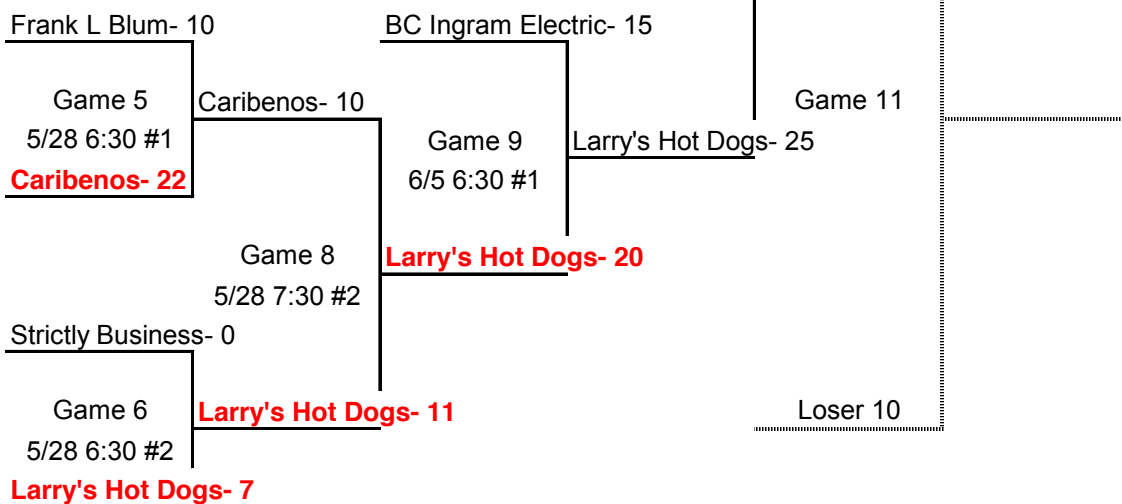 Frank L Blum- 10
BC Ingram Electric- 15
Game 5
Caribenos- 10
Game 11
5/28 6:30 #1
Game 9
Larry's Hot Dogs- 25
Caribenos- 22
6/5 6:30 #1
Game 8
Larry's Hot Dogs- 20
5/28 7:30 #2
Strictly Business- 0
Game 6
Larry's Hot Dogs- 11
Loser 10
5/28 6:30 #2
Larry's Hot Dogs- 7